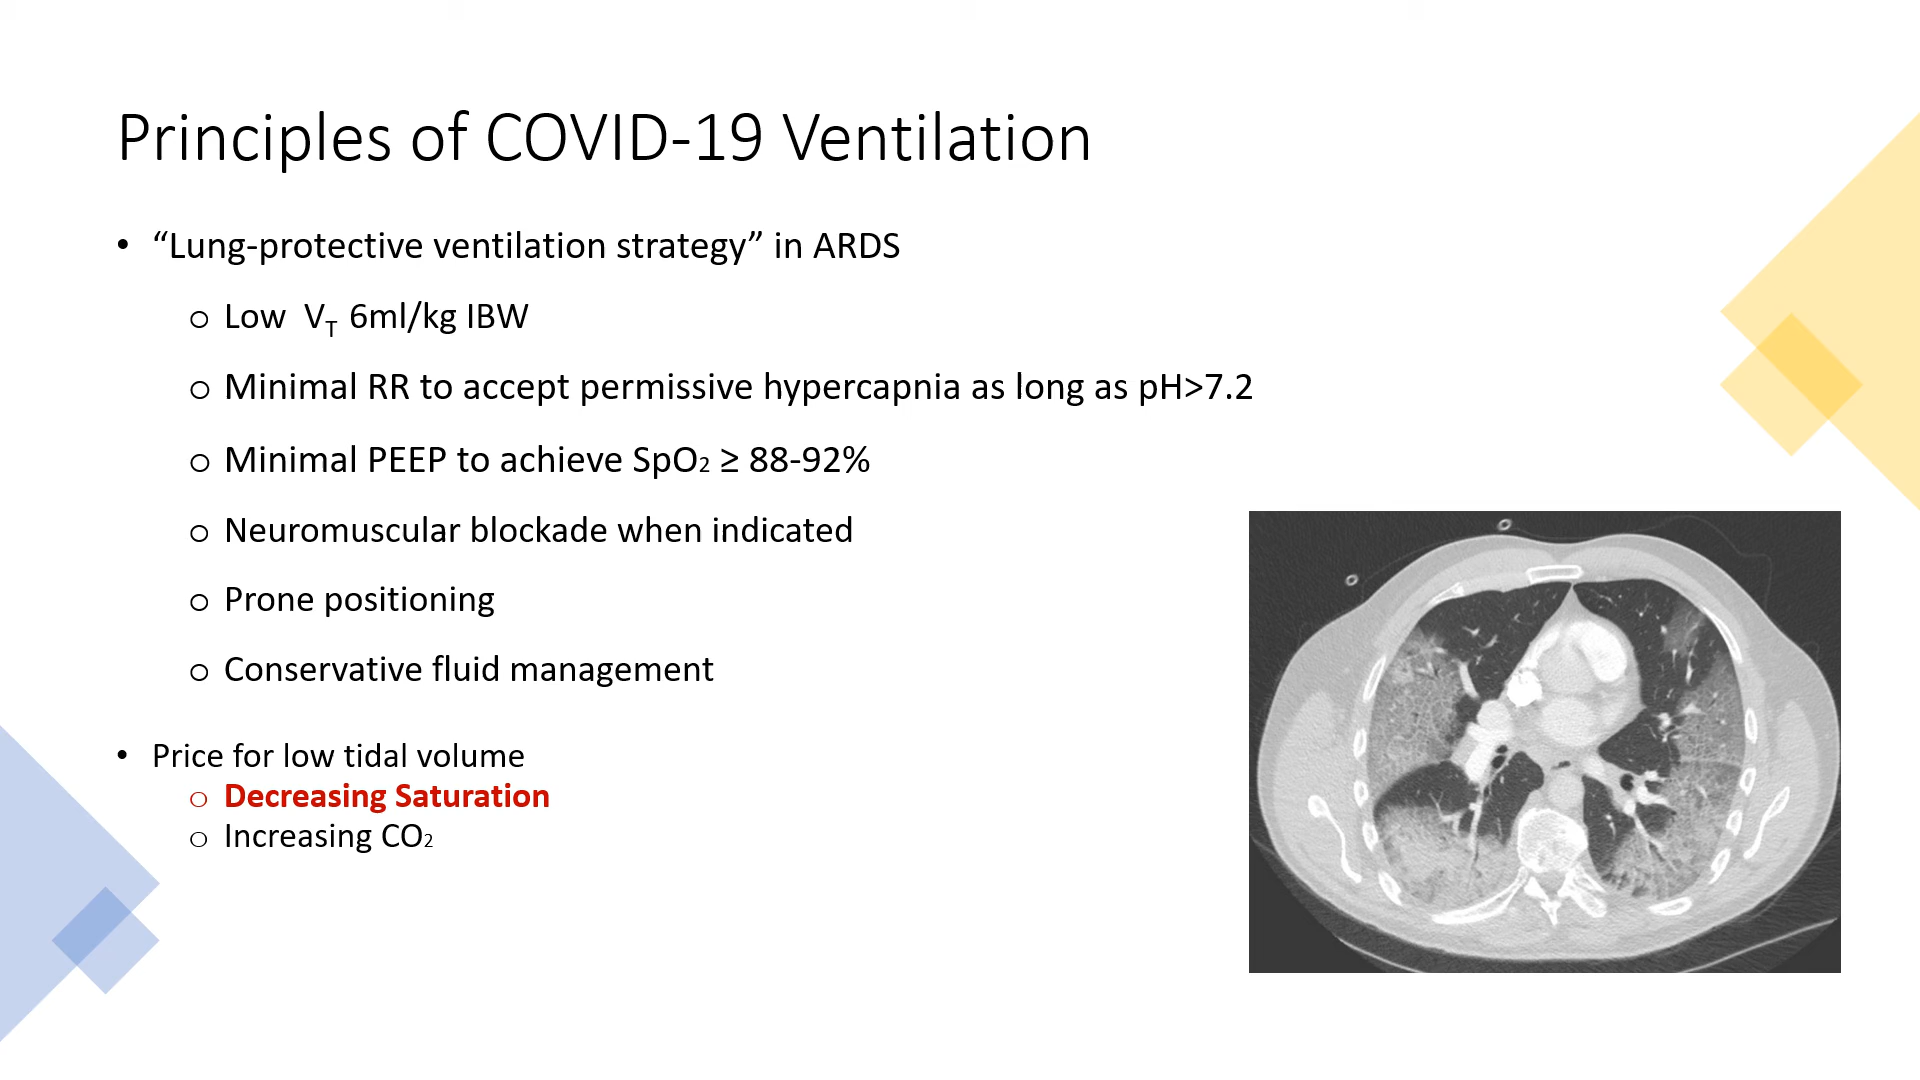 Principles of COVID-19 Ventilation
• “Lung-protective ventilation strategy” in ARDS
o Low V_T 6ml/kg IBW
o Minimal RR to accept permissive hypercapnia as long as pH>7.2
o Minimal PEEP to achieve SpO₂ ≥ 88-92%
o Neuromuscular blockade when indicated
o Prone positioning
o Conservative fluid management
• Price for low tidal volume
o Decreasing Saturation
o Increasing CO₂